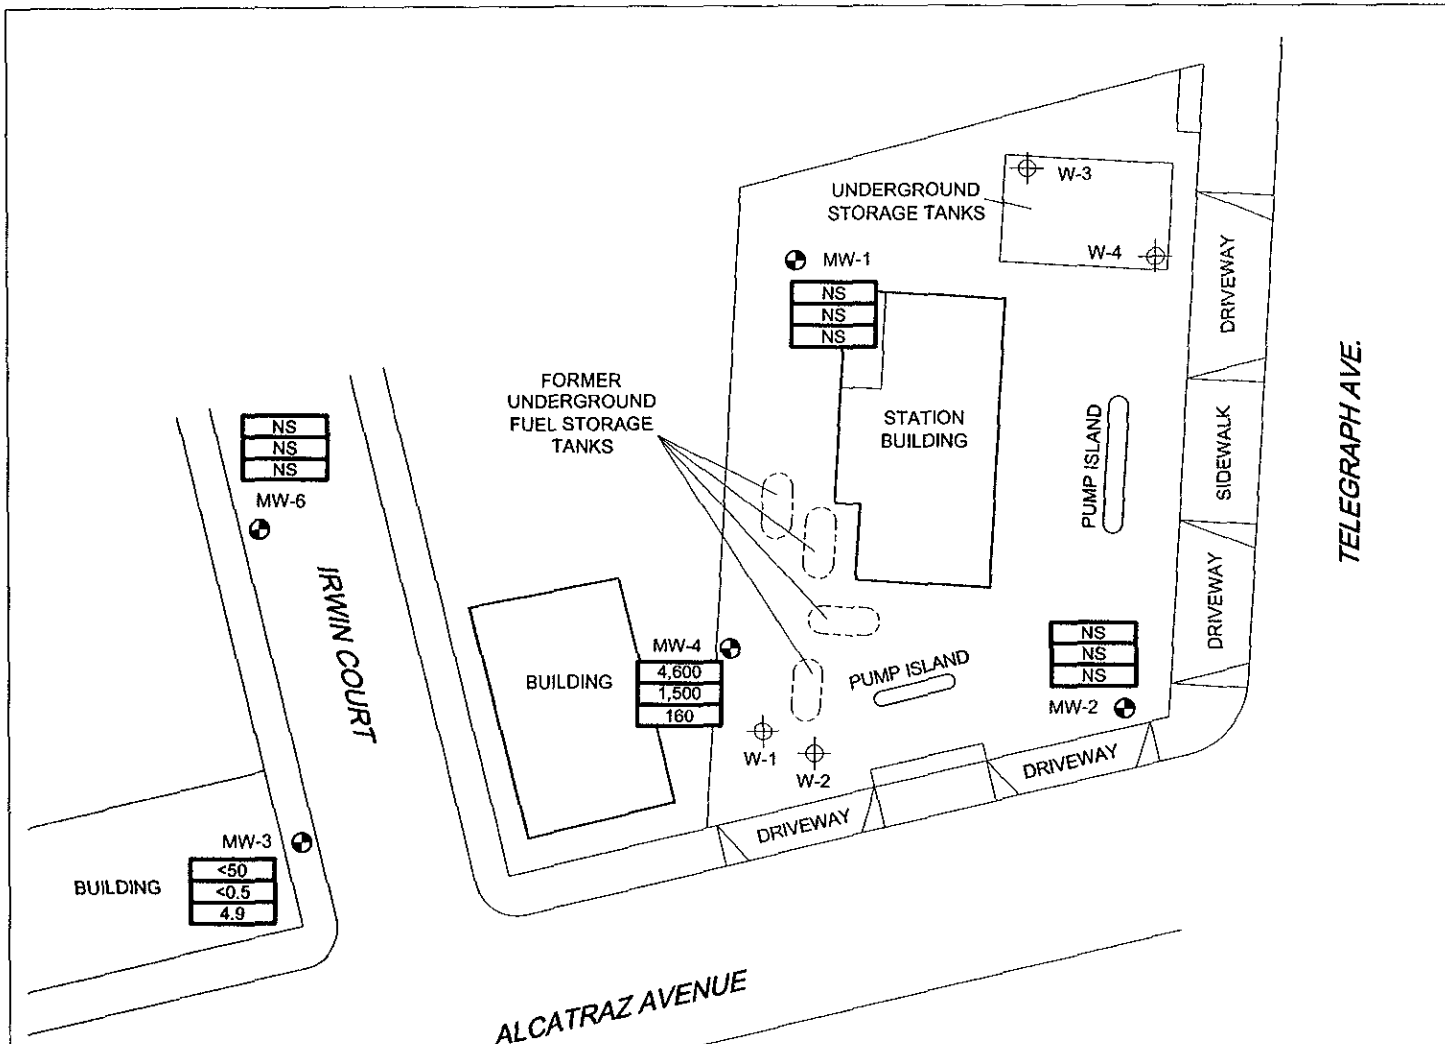 W-3
UNDERGROUND
STORAGE TANKS
W-4
MW-1
NS
NS
NS
DRIVEWAY
TELEGRAPH AVE.
FORMER
UNDERGROUND
FUEL STORAGE
TANKS
STATION
BUILDING
PUMP ISLAND
SIDEWALK
NS
NS
NS
MW-6
DRIVEWAY
IRWIN COURT
MW-4
4,600
1,500
160
BUILDING
PUMP ISLAND
NS
NS
NS
MW-2
W-1
W-2
DRIVEWAY
DRIVEWAY
MW-3
<50
<0.5
4.9
BUILDING
ALCATRAZ AVENUE